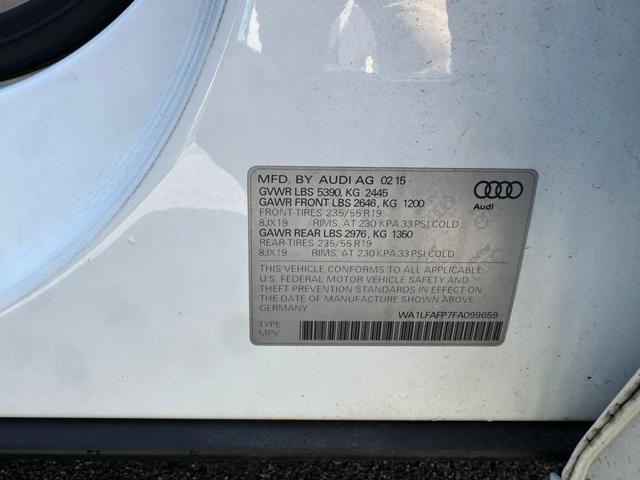 MFD. BY AUDI AG 02 15
GVWR LBS 5390, KG 2445
GAWR FRONT LBS 2646, KG 1200
FRONT-TIRES 235/55 R19
8JX19 RIMS, AT 230 KPA 33 PSI COLD
GAWR REAR LBS 2976, KG 1350
REAR-TIRES 235/55 R19
8JX19 RIMS, AT 230 KPA 33 PSI COLD
THIS VEHICLE CONFORMS TO ALL APPLICABLE
U.S. FEDERAL MOTOR VEHICLE SAFETY AND
THEFT PREVENTION STANDARDS IN EFFECT ON
THE DATE OF MANUFACTURE SHOWN ABOVE.
GERMANY
Audi
WA1LFAFP7FA099659
TYPE
MPV